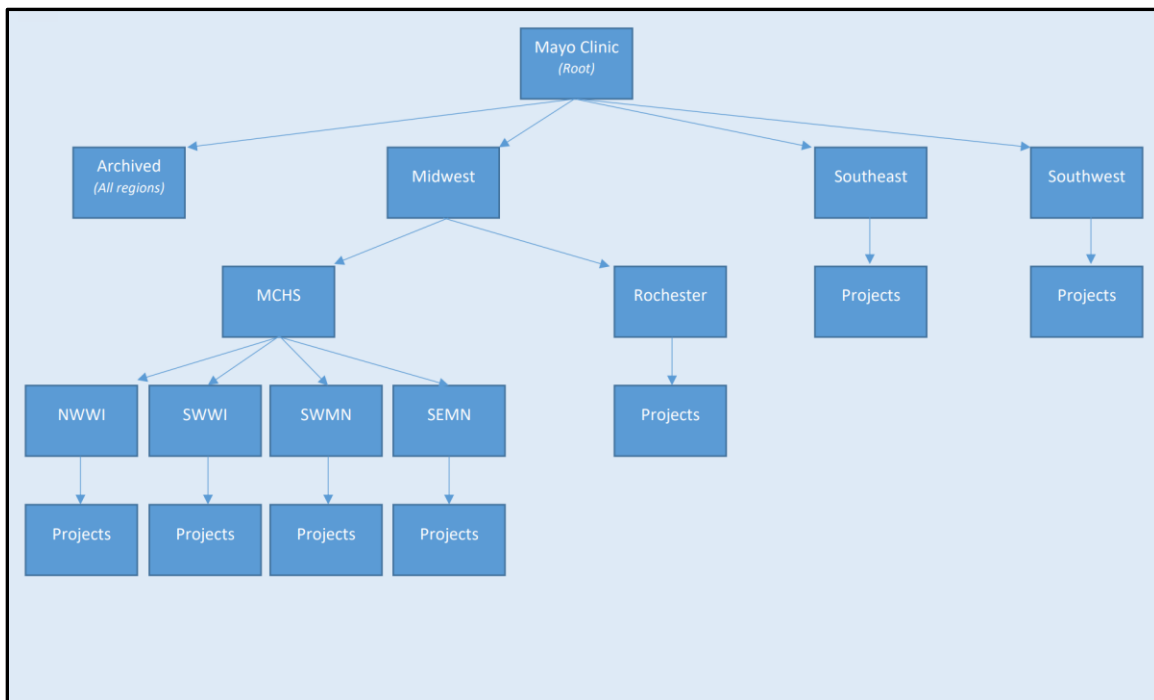 Mayo Clinic
(Root)
Archived
(All regions)
Midwest
Southeast
Southwest
MCHS
Rochester
Projects
Projects
NWWI
SWWI
SWMN
SEMN
Projects
Projects
Projects
Projects
Projects